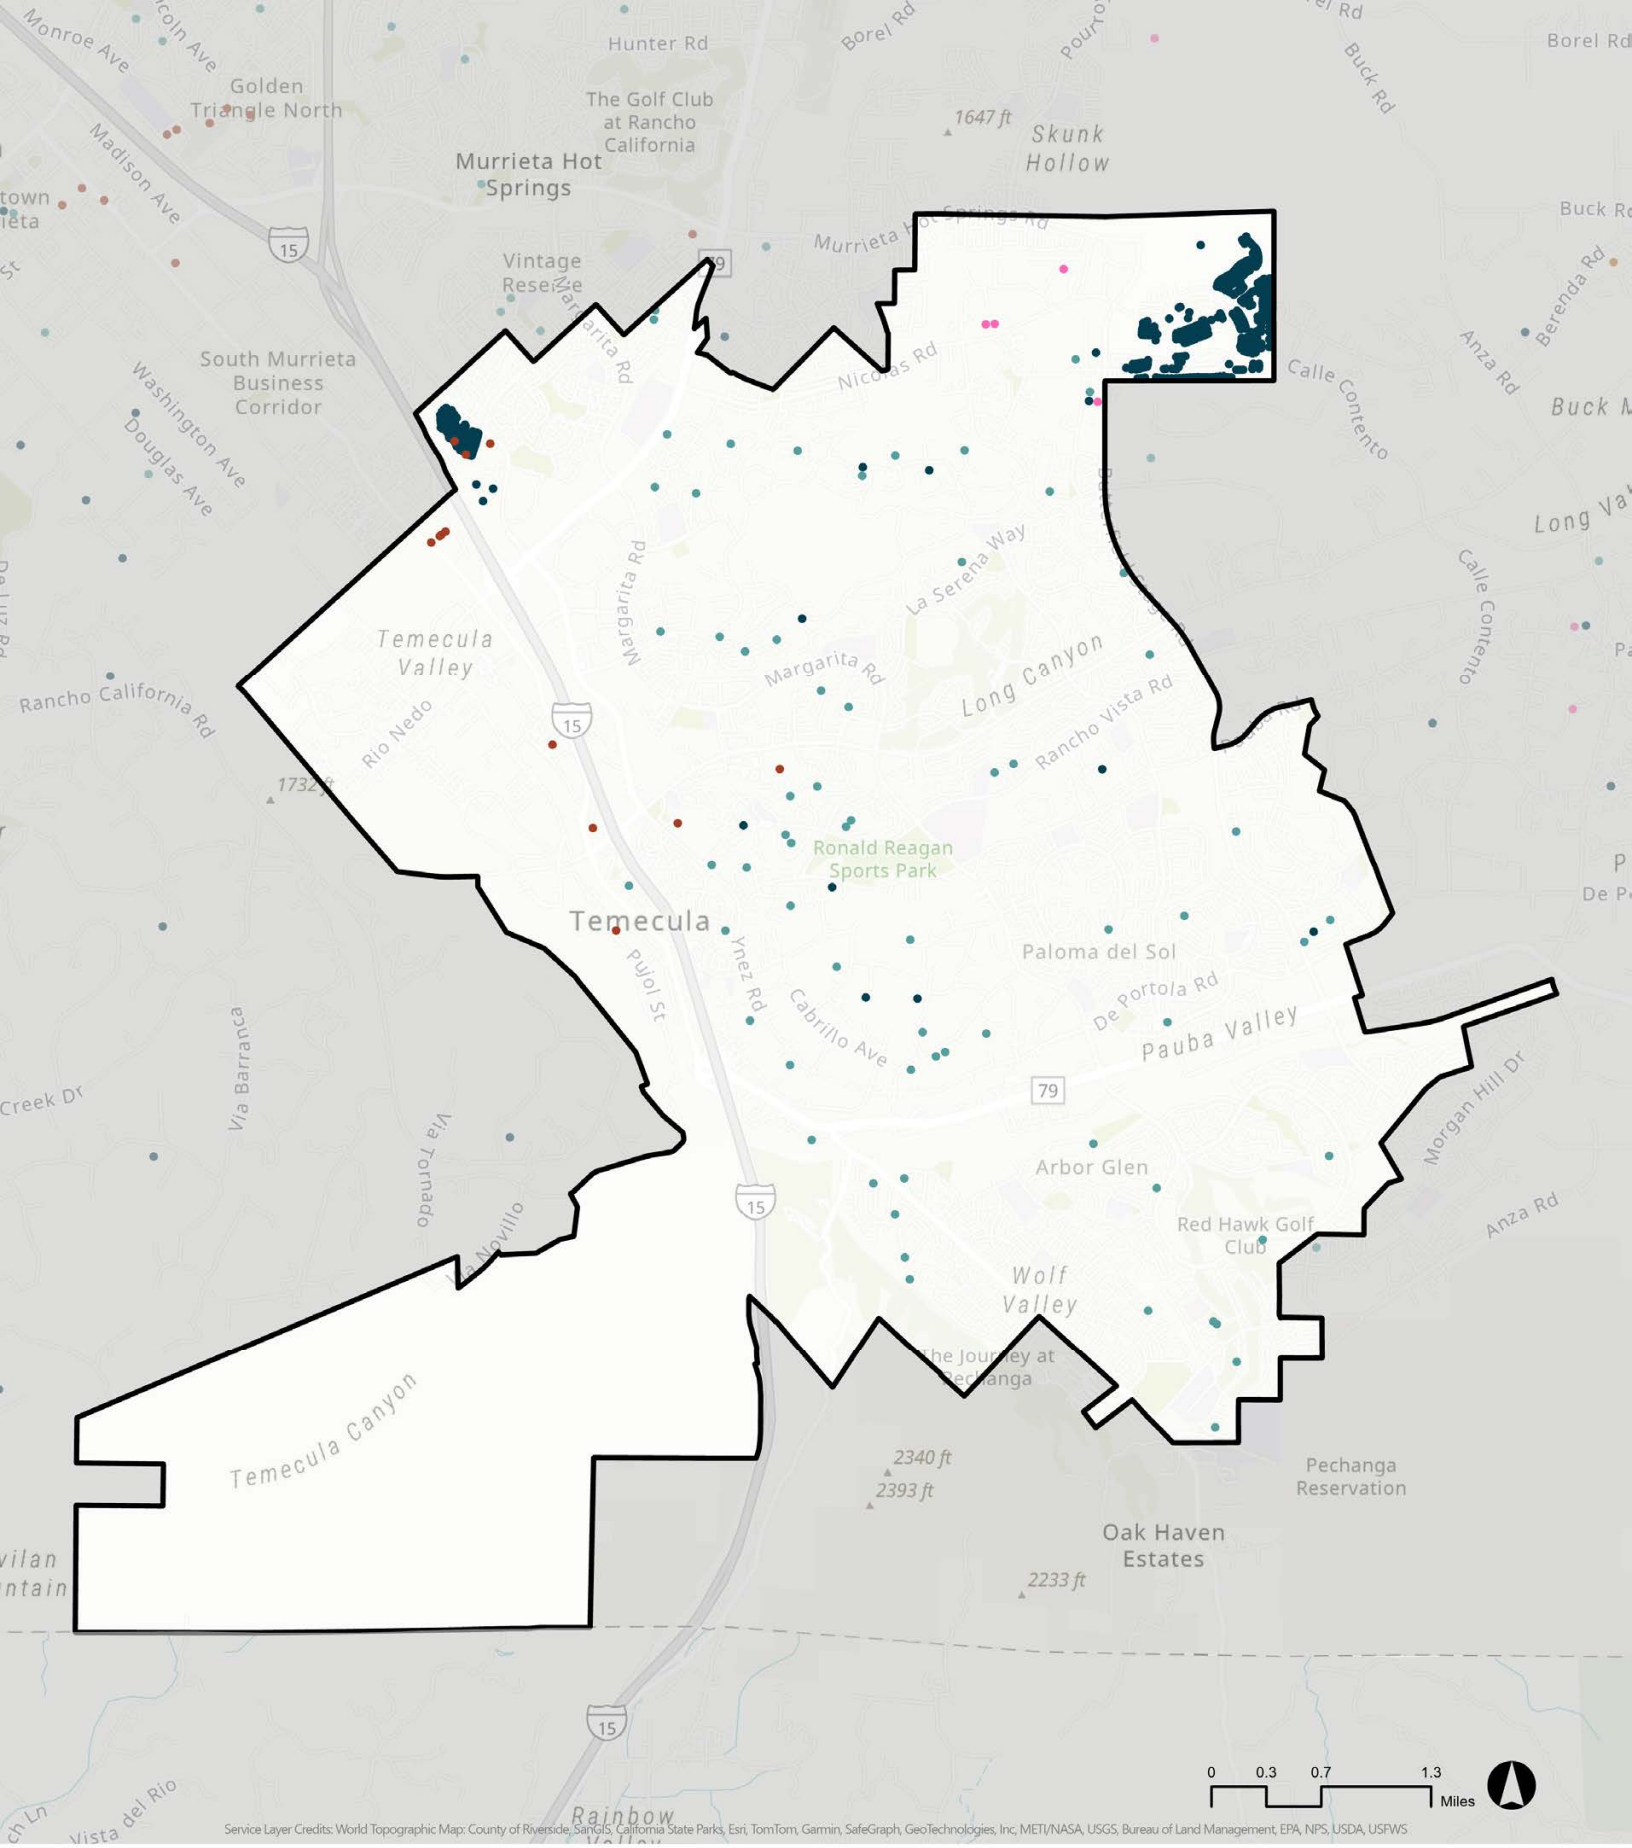 Monroe Ave
Lincoln Ave
Hunter Rd
Borel Rd
Borel Rd
Buck Rd
Golden
Triangle North
The Golf Club
at Rancho
California
1647 ft
Skunk
Hollow
Madison Ave
Murrieta Hot
Springs
Buck Rd
15
Murrieta Hot Springs Rd
79
Vintage
Reserve
Margarita Rd
Berenda Rd
South Murrieta
Business
Corridor
Nicolas Rd
Anza Rd
Calle Contento
Washington Ave
Douglas Ave
Buck M
Long Va
Margarita Rd
La Serena Way
Calle Contento
Temecula
Valley
Margarita Rd
Long Canyon
Rancho California Rd
Rio Nedo
15
Rancho Vista Rd
Pauba Rd
1732 ft
Ronald Reagan
Sports Park
De P
Temecula
Paloma del Sol
Pujol St
Ynez Rd
Cabrillo Ave
De Portola Rd
Pauba Valley
Via Barranca
Creek Dr
79
Morgan Hill Dr
Via Tornado
Arbor Glen
15
Via Novillo
Red Hawk Golf
Club
Anza Rd
Wolf
Valley
The Journey at
Pechanga
Temecula Canyon
2340 ft
2393 ft
Pechanga
Reservation
Oak Haven
Estates
vilan
ntain
2233 ft
15
0 0.3 0.7 1.3
Miles
Vista del Rio
ch Ln
Rainbow
Valley
Service Layer Credits: World Topographic Map: County of Riverside, SanGIS, California State Parks, Esri, TomTom, Garmin, SafeGraph, GeoTechnologies, Inc, METI/NASA, USGS, Bureau of Land Management, EPA, NPS, USDA, USFWS